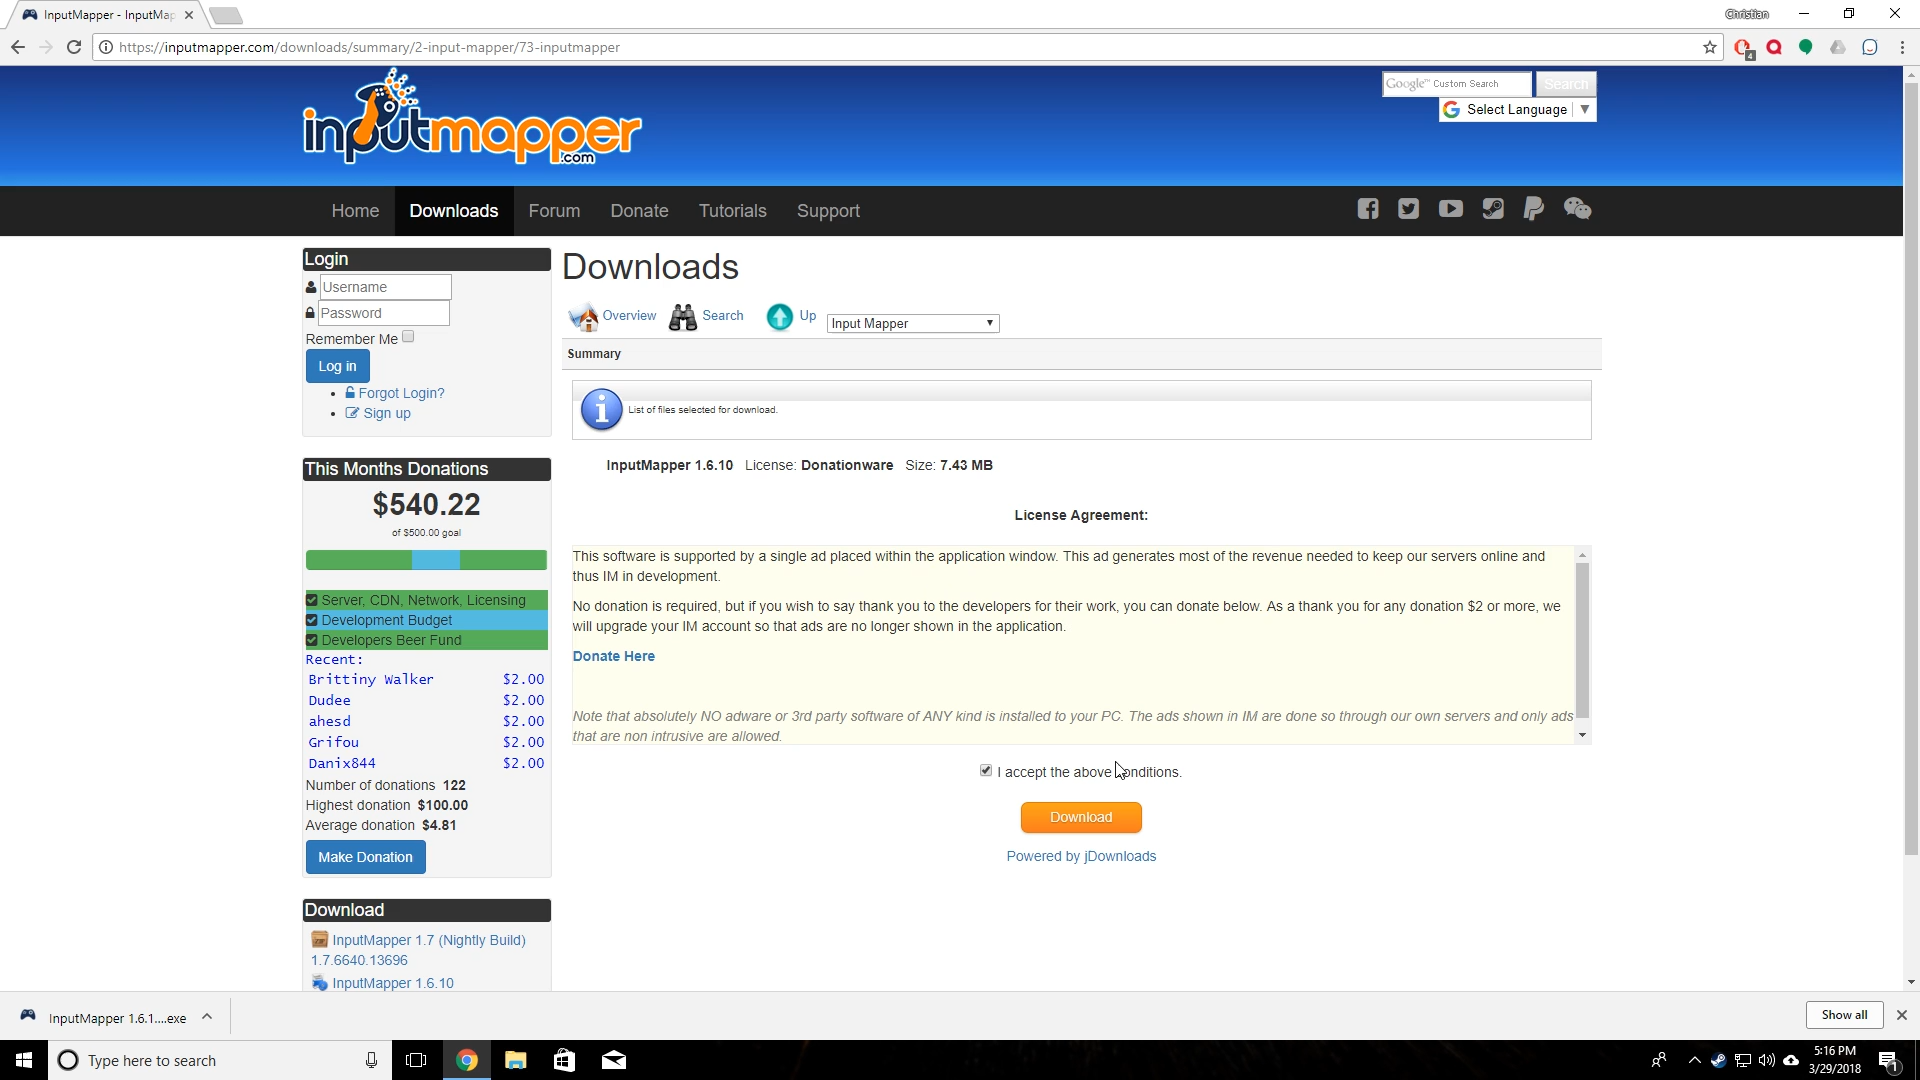 InputMapper - InputMap
Christian
https://inputmapper.com/downloads/summary/2-input-mapper/73-inputmapper
4
inputmapper
.com
Google™ Custom Search
Search
Select Language
Home
Downloads
Forum
Donate
Tutorials
Support
Login
Username
Password
Remember Me
Log in
Forgot Login?
Sign up
This Months Donations
$540.22
of $500.00 goal
Server, CDN, Network, Licensing
Development Budget
Developers Beer Fund
Recent:
Brittiny Walker $2.00
Dudee $2.00
ahesd $2.00
Grifou $2.00
Danix844 $2.00
Number of donations 122
Highest donation $100.00
Average donation $4.81
Make Donation
Download
InputMapper 1.7 (Nightly Build)
1.7.6640.13696
InputMapper 1.6.10
Downloads
Overview
Search
Up
Input Mapper
Summary
List of files selected for download.
InputMapper 1.6.10 License: Donationware Size: 7.43 MB
License Agreement:
This software is supported by a single ad placed within the application window. This ad generates most of the revenue needed to keep our servers online and
thus IM in development.
No donation is required, but if you wish to say thank you to the developers for their work, you can donate below. As a thank you for any donation $2 or more, we
will upgrade your IM account so that ads are no longer shown in the application.
Donate Here
Note that absolutely NO adware or 3rd party software of ANY kind is installed to your PC. The ads shown in IM are done so through our own servers and only ads
that are non intrusive are allowed.
I accept the above conditions.
Download
Powered by jDownloads
InputMapper 1.6.1....exe
Show all
Type here to search
5:16 PM
3/29/2018
1